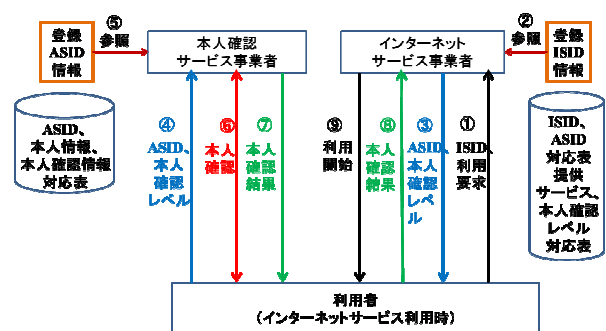 ⑤
参照
②
参照
登録
ASID
情報
本人確認
サービス事業者
インターネット
サービス事業者
登録
ISID
情報
ASID、
本人情報、
本人確認情報
対応表
④
ASID、
本人
確認
レベル
⑥
本人
確認
⑦
本人
確認
結果
⑨
利用
開始
⑧
本人
確認
結果
③
ASID、
本人
確認
レベ
ル
①
ISID、
利用
要求
ISID、
ASID
対応表
提供
サービス、
本人確認
レベル
対応表
利用者
(インターネットサービス利用時)